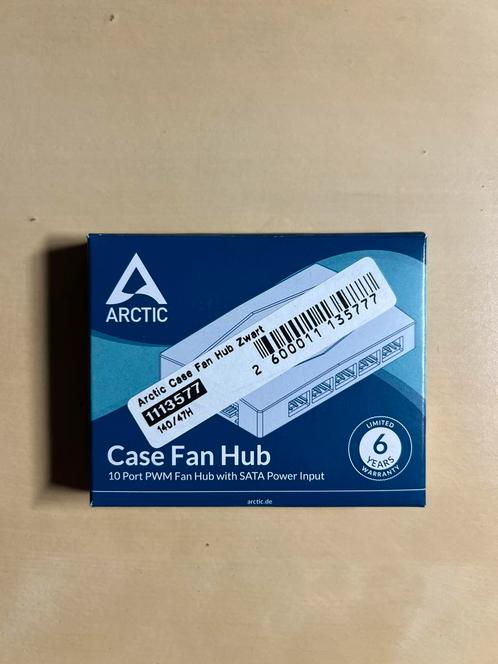 ARCTIC
Arctic Case Fan Hub Zwart
1113577
140/47H
2 600011 135777
Case Fan Hub
10 Port PWM Fan Hub with SATA Power Input
LIMITED
6
YEARS
WARRANTY
arctic.de